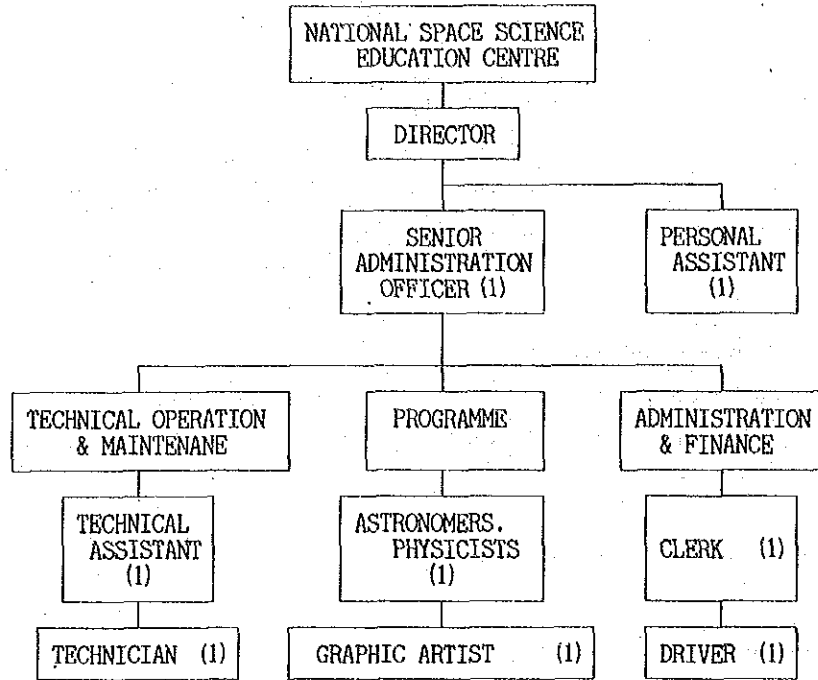 NATIONAL SPACE SCIENCE
EDUCATION CENTRE
DIRECTOR
SENIOR
ADMINISTRATION
OFFICER (1)
PERSONAL
ASSISTANT
(1)
TECHNICAL OPERATION
& MAINTENANE
PROGRAMME
ADMINISTRATION
& FINANCE
TECHNICAL
ASSISTANT
(1)
ASTRONOMERS.
PHYSICISTS
(1)
CLERK (1)
TECHNICIAN (1)
GRAPHIC ARTIST (1)
DRIVER (1)